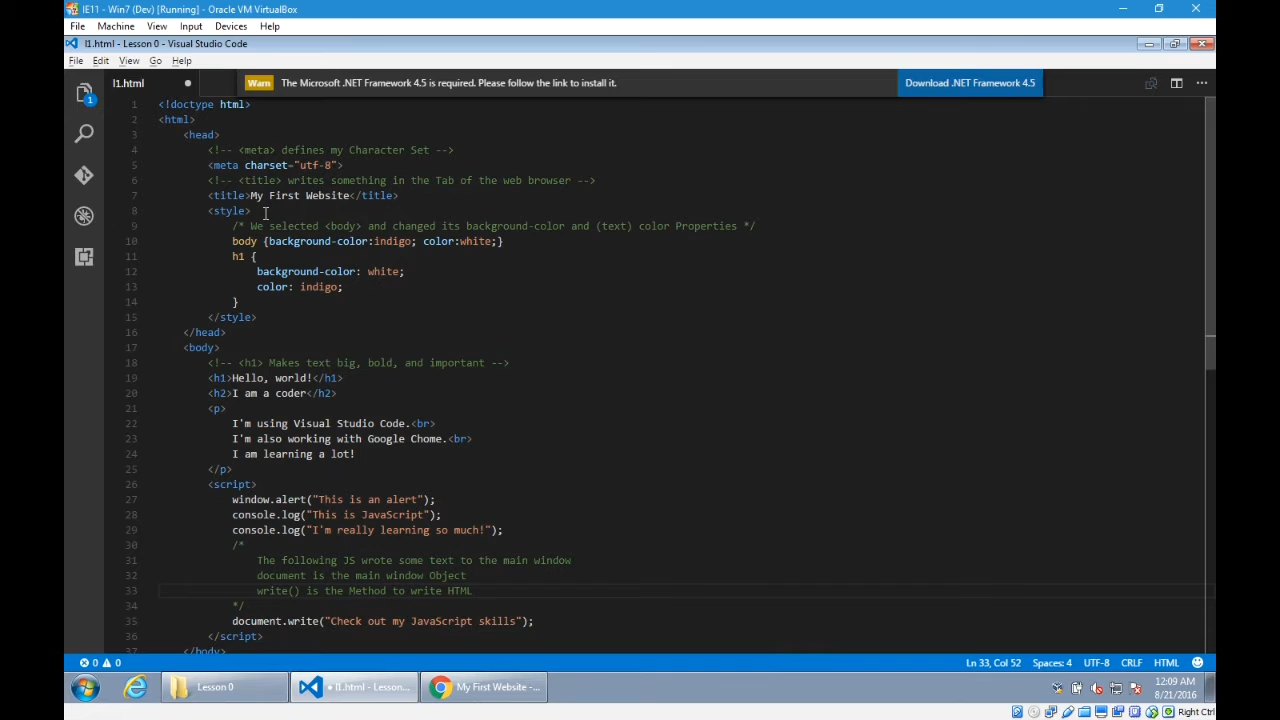 IE11 - Win7 (Dev) [Running] - Oracle VM VirtualBox
File Machine View Input Devices Help
l1.html - Lesson 0 - Visual Studio Code
File Edit View Go Help
l1.html
Warn The Microsoft .NET Framework 4.5 is required. Please follow the link to install it. Download .NET Framework 4.5
1
1 <!doctype html>
2 <html>
3 <head>
4 <!-- <meta> defines my Character Set -->
5 <meta charset="utf-8">
6 <!-- <title> writes something in the Tab of the web browser -->
7 <title>My First Website</title>
8 <style>
9 /* We selected <body> and changed its background-color and (text) color Properties */
10 body {background-color:indigo; color:white;}
11 h1 {
12 background-color: white;
13 color: indigo;
14 }
15 </style>
16 </head>
17 <body>
18 <!-- <h1> Makes text big, bold, and important -->
19 <h1>Hello, world!</h1>
20 <h2>I am a coder</h2>
21 <p>
22 I'm using Visual Studio Code.<br>
23 I'm also working with Google Chome.<br>
24 I am learning a lot!
25 </p>
26 <script>
27 window.alert("This is an alert");
28 console.log("This is JavaScript");
29 console.log("I'm really learning so much!");
30 /*
31 The following JS wrote some text to the main window
32 document is the main window Object
33 write() is the Method to write HTML
34 */
35 document.write("Check out my JavaScript skills");
36 </script>
37 </body>
0 0 Ln 33, Col 52 Spaces: 4 UTF-8 CRLF HTML
Lesson 0 l1.html - Lesson... My First Website -... 12:09 AM
8/21/2016
Right Ctrl